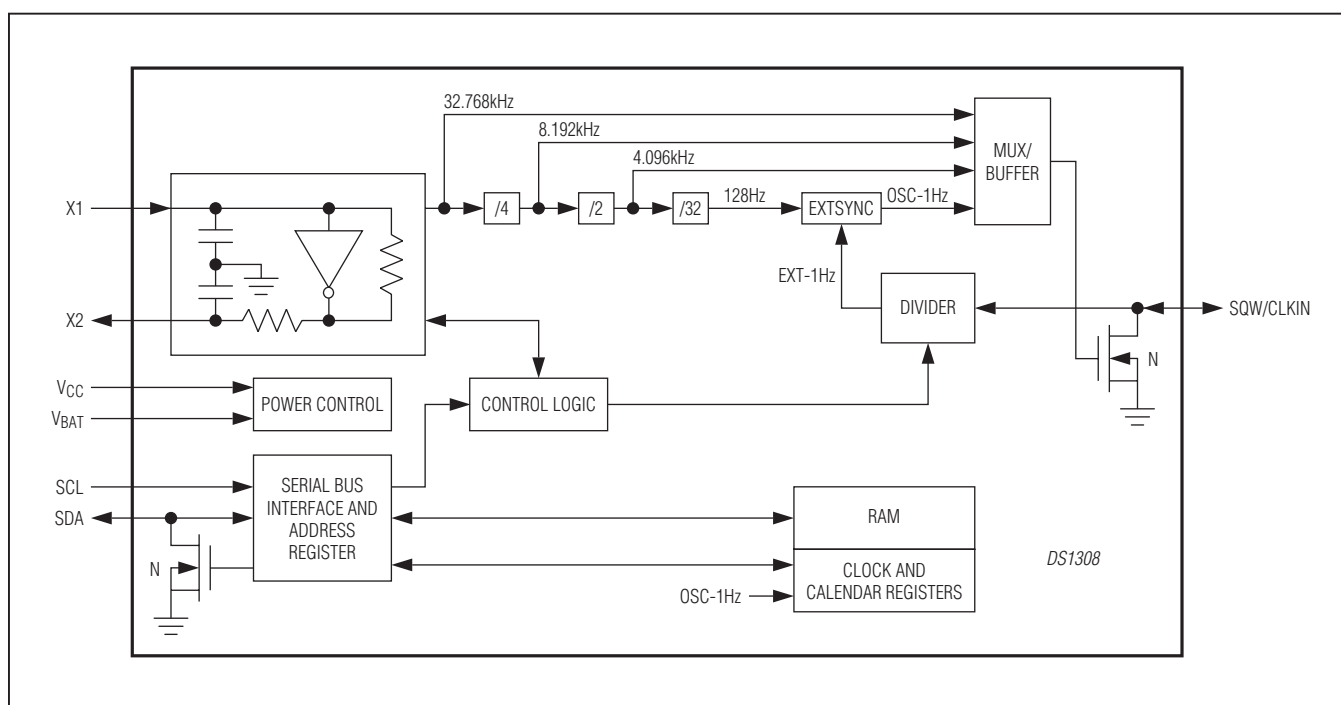 32.768kHz
8.192kHz
4.096kHz
MUX/
BUFFER
X1
/4
/2
/32
128Hz
EXTSYNC
OSC-1Hz
EXT-1Hz
DIVIDER
SQW/CLKIN
N
X2
VCC
VBAT
POWER CONTROL
CONTROL LOGIC
SCL
SDA
SERIAL BUS
INTERFACE AND
ADDRESS
REGISTER
N
RAM
CLOCK AND
CALENDAR REGISTERS
OSC-1Hz
DS1308